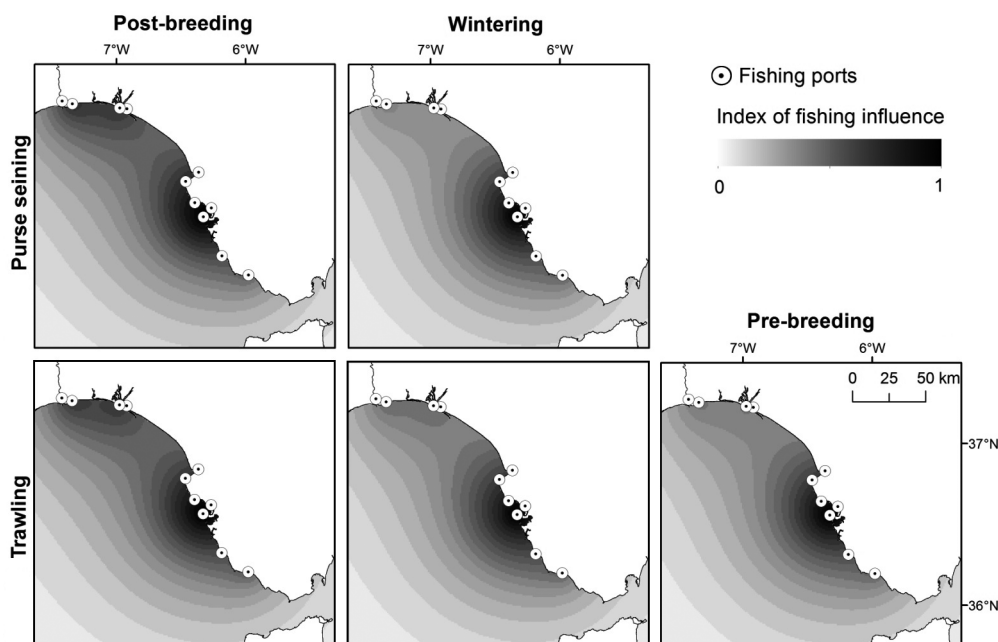 Post-breeding
Wintering
7°W 6°W
7°W 6°W
Fishing ports
Index of fishing influence
0 1
Purse seining
Pre-breeding
7°W 6°W
0 25 50 km
37°N
Trawling
36°N